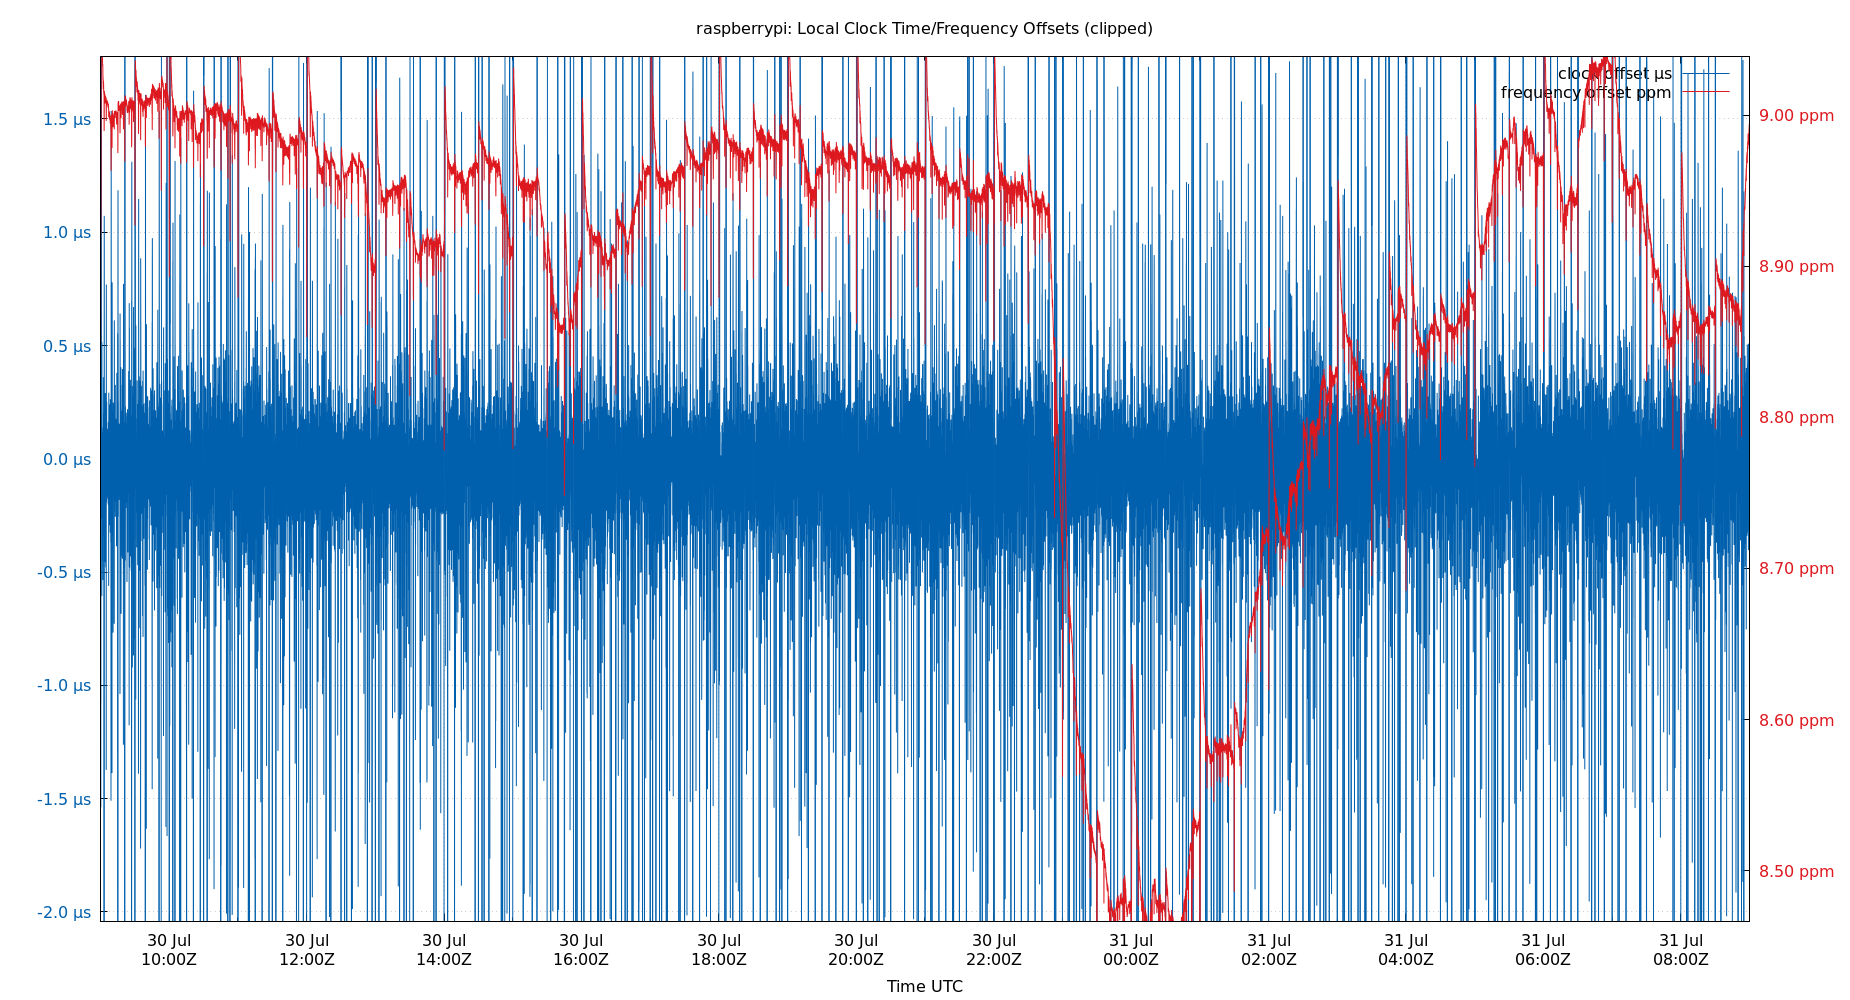 raspberrypi: Local Clock Time/Frequency Offsets (clipped)
clock offset µs
frequency offset ppm
1.5 µs
1.0 µs
0.5 µs
0.0 µs
-0.5 µs
-1.0 µs
-1.5 µs
-2.0 µs
9.00 ppm
8.90 ppm
8.80 ppm
8.70 ppm
8.60 ppm
8.50 ppm
30 Jul 30 Jul 30 Jul 30 Jul 30 Jul 30 Jul 30 Jul 31 Jul 31 Jul 31 Jul 31 Jul 31 Jul
10:00Z 12:00Z 14:00Z 16:00Z 18:00Z 20:00Z 22:00Z 00:00Z 02:00Z 04:00Z 06:00Z 08:00Z
Time UTC